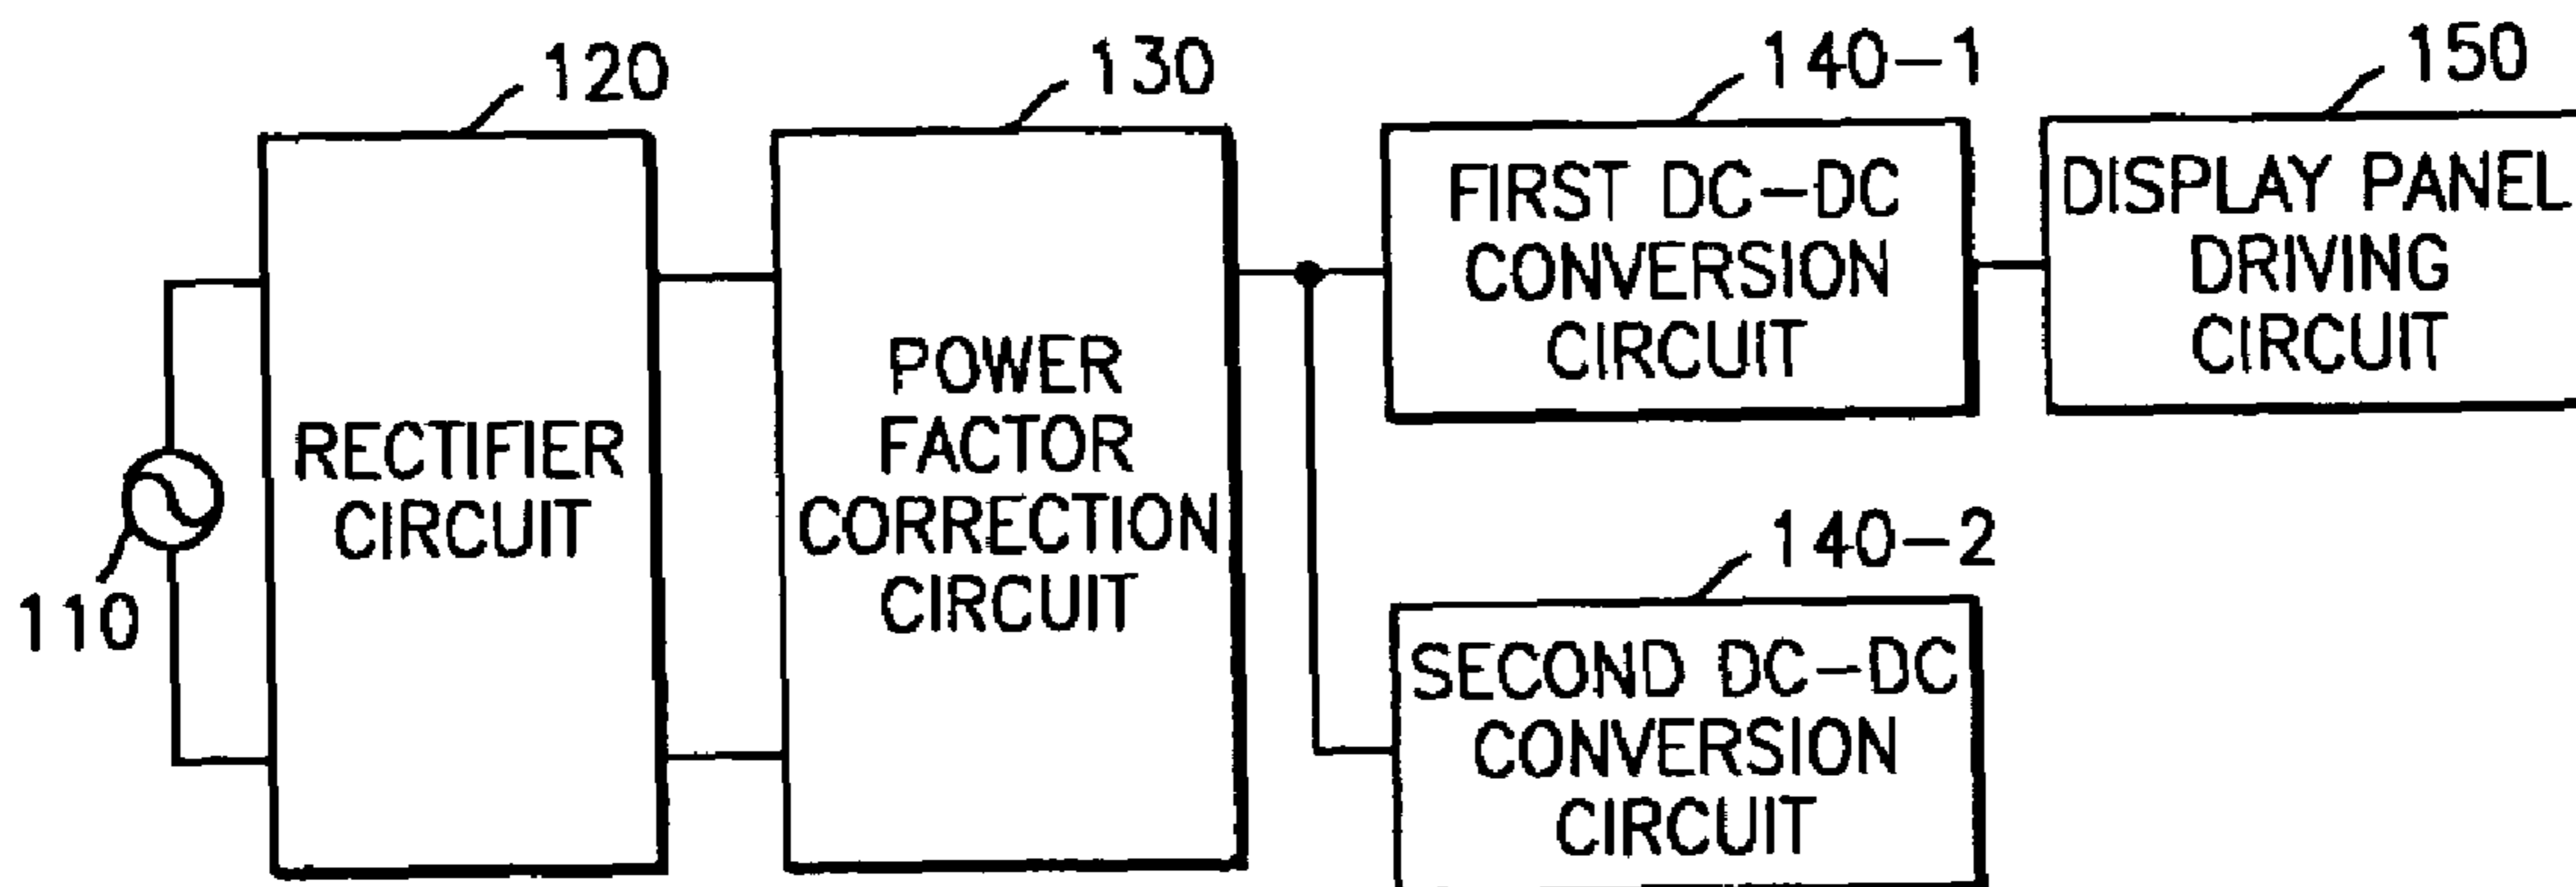 120
130
140-1
150
110
RECTIFIER
CIRCUIT
POWER
FACTOR
CORRECTION
CIRCUIT
FIRST DC-DC
CONVERSION
CIRCUIT
DISPLAY PANEL
DRIVING
CIRCUIT
140-2
SECOND DC-DC
CONVERSION
CIRCUIT